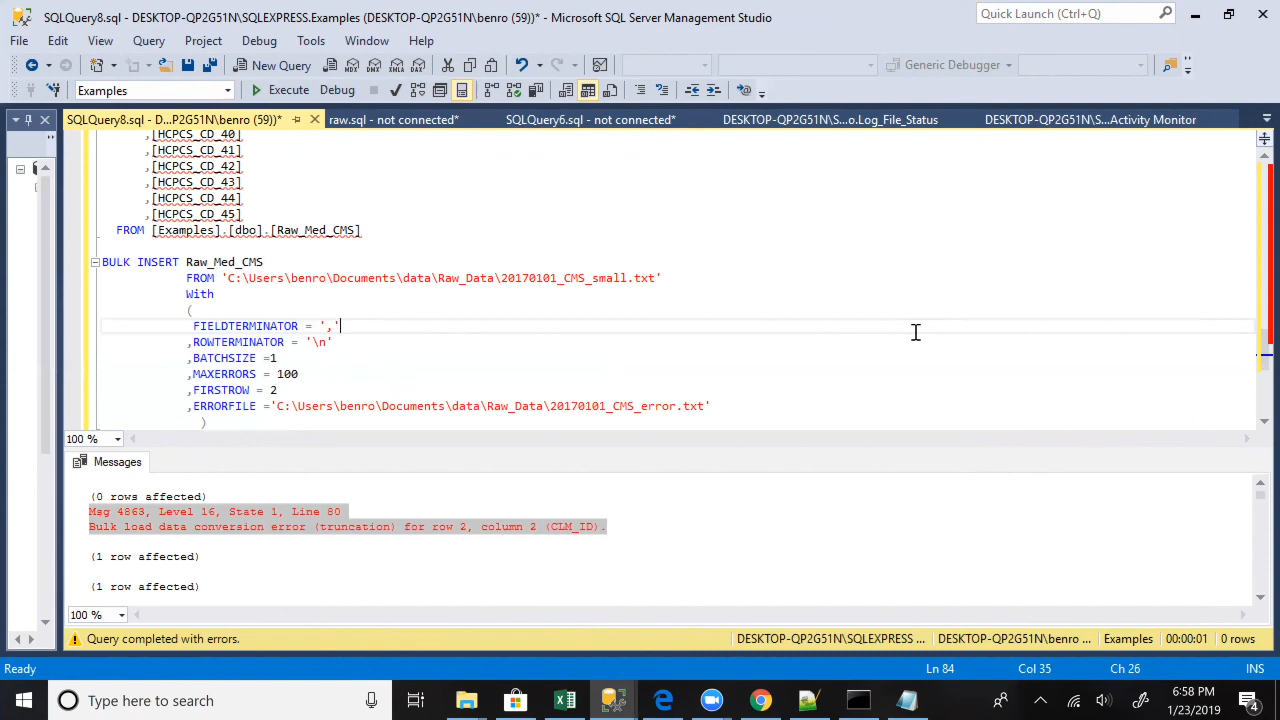 SQLQuery8.sql - DESKTOP-QP2G51N\SQLEXPRESS.Examples (DESKTOP-QP2G51N\benro (59))* - Microsoft SQL Server Management Studio
Quick Launch (Ctrl+Q)
File Edit View Query Project Debug Tools Window Help
New Query
MDX DMX XMLA DAX
Generic Debugger
Examples
Execute Debug
SQLQuery8.sql - D...P2G51N\benro (59))*
raw.sql - not connected*
SQLQuery6.sql - not connected*
DESKTOP-QP2G51N\S...o.Log_File_Status
DESKTOP-QP2G51N\S...Activity Monitor
,[HCPCS_CD_40]
,[HCPCS_CD_41]
,[HCPCS_CD_42]
,[HCPCS_CD_43]
,[HCPCS_CD_44]
,[HCPCS_CD_45]
FROM [Examples].[dbo].[Raw_Med_CMS]
BULK INSERT Raw_Med_CMS
FROM 'C:\Users\benro\Documents\data\Raw_Data\20170101_CMS_small.txt'
With
(
FIELDTERMINATOR = ','
,ROWTERMINATOR = '\n'
,BATCHSIZE =1
,MAXERRORS = 100
,FIRSTROW = 2
,ERRORFILE ='C:\Users\benro\Documents\data\Raw_Data\20170101_CMS_error.txt'
)
100 %
Messages
(0 rows affected)
Msg 4863, Level 16, State 1, Line 80
Bulk load data conversion error (truncation) for row 2, column 2 (CLM_ID).
(1 row affected)
(1 row affected)
100 %
Query completed with errors.
DESKTOP-QP2G51N\SQLEXPRESS ...
DESKTOP-QP2G51N\benro ...
Examples
00:00:01
0 rows
Ready
Ln 84
Col 35
Ch 26
INS
Type here to search
6:58 PM
1/23/2019
4